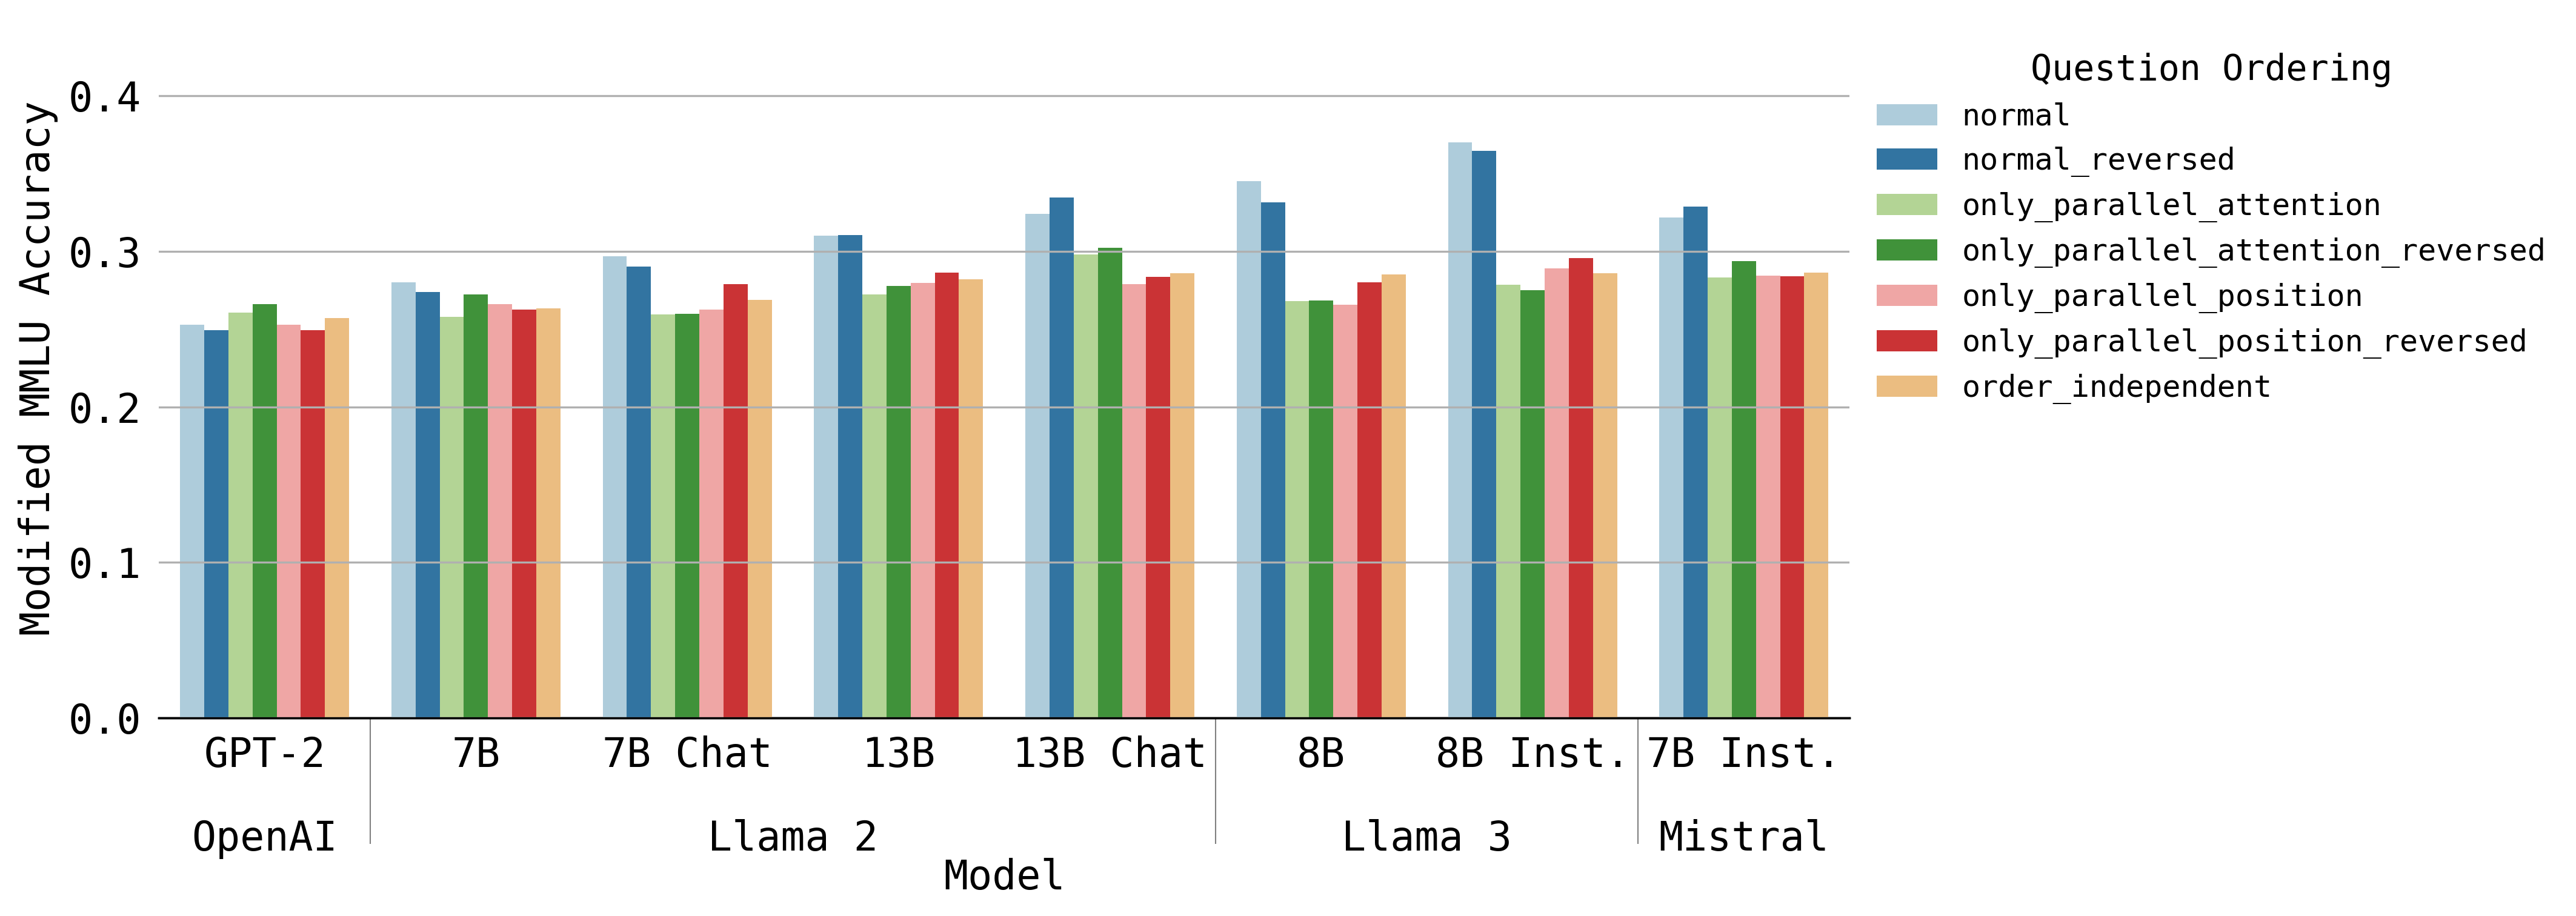 Modified MMLU Accuracy
0.4
0.3
0.2
0.1
0.0
GPT-2 7B 7B Chat 13B 13B Chat 8B 8B Inst. 7B Inst.
OpenAI Llama 2 Llama 3 Mistral
Model
Question Ordering
normal
normal_reversed
only_parallel_attention
only_parallel_attention_reversed
only_parallel_position
only_parallel_position_reversed
order_independent